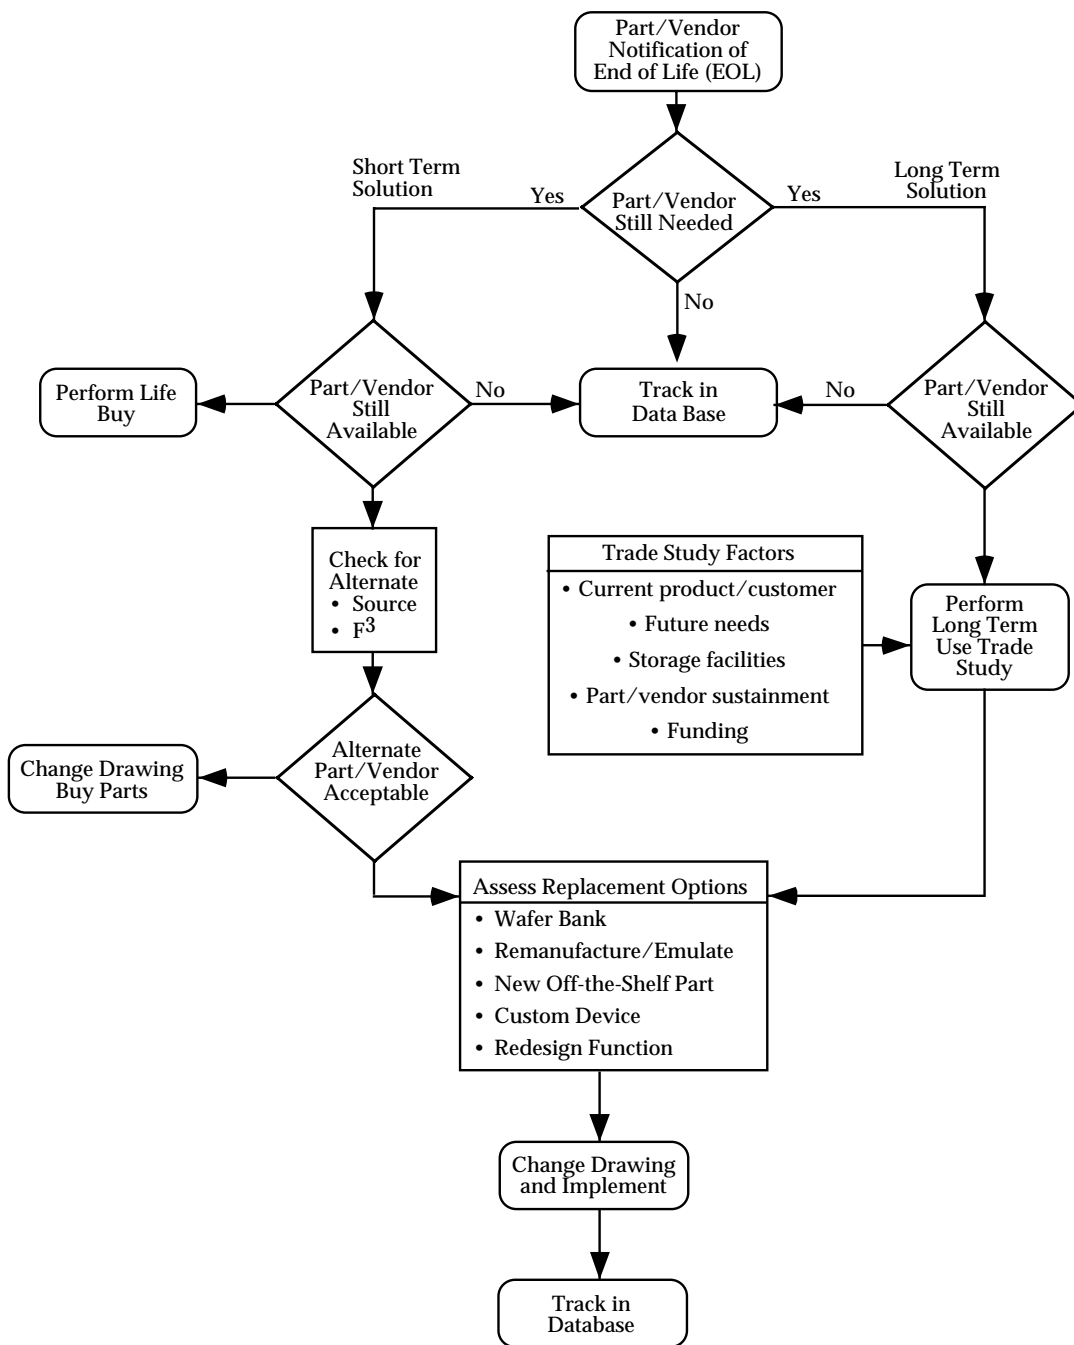 Part/Vendor
Notification of
End of Life (EOL)
Short Term
Solution
Yes
Part/Vendor
Still Needed
Yes
Long Term
Solution
No
Perform Life
Buy
Part/Vendor
Still
Available
No
Track in
Data Base
No
Part/Vendor
Still
Available
Check for
Alternate
• Source
• F³
Trade Study Factors
• Current product/customer
• Future needs
• Storage facilities
• Part/vendor sustainment
• Funding
Perform
Long Term
Use Trade
Study
Change Drawing
Buy Parts
Alternate
Part/Vendor
Acceptable
Assess Replacement Options
• Wafer Bank
• Remanufacture/Emulate
• New Off-the-Shelf Part
• Custom Device
• Redesign Function
Change Drawing
and Implement
Track in
Database